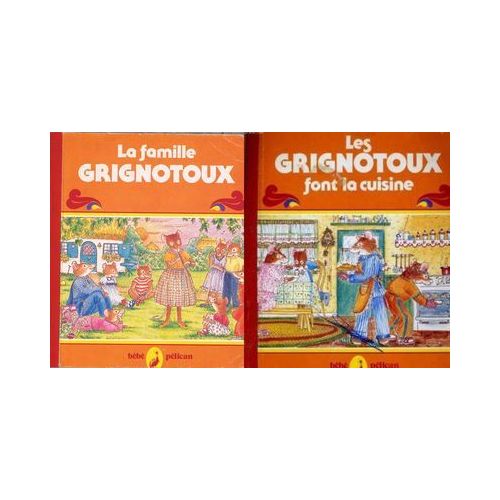 La famille
GRIGNOTOUX
bébé pélican
Les
GRIGNOTOUX
font la cuisine
bébé pélican